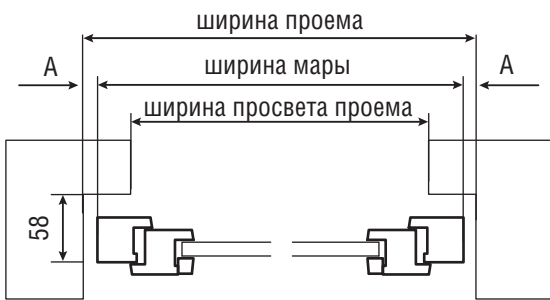 ширина проема
А ширина мары А
ширина просвета проема
58